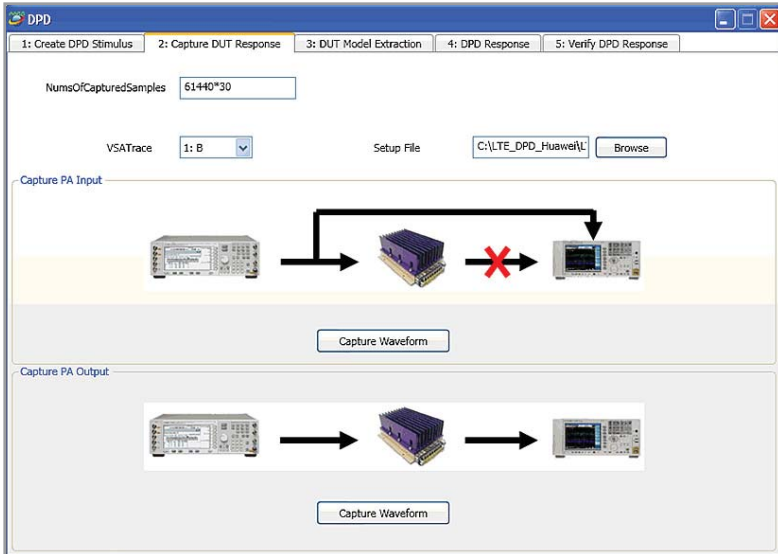 DPD
1: Create DPD Stimulus
2: Capture DUT Response
3: DUT Model Extraction
4: DPD Response
5: Verify DPD Response
NumsOfCapturedSamples
61440*30
VSATrace
1: B
Setup File
C:\LTE_DPD_Huawei\L
Browse
Capture PA Input
Capture Waveform
Capture PA Output
Capture Waveform